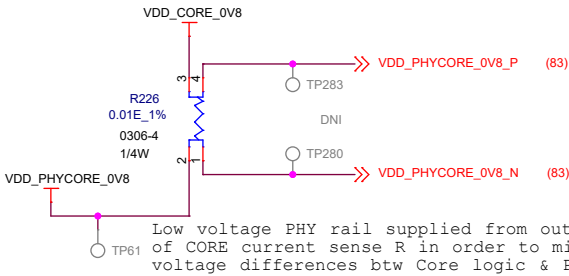 VDD_CORE_0V8
VDD_PHYCORE_0V8_P (83)
3
4
TP283
R226
0.01E_1%
DNI
0306-4
1/4W
TP280
2
1
VDD_PHYCORE_0V8_N (83)
VDD_PHYCORE_0V8
TP61
Low voltage PHY rail supplied from out
of CORE current sense R in order to mi
voltage differences btw Core logic & P